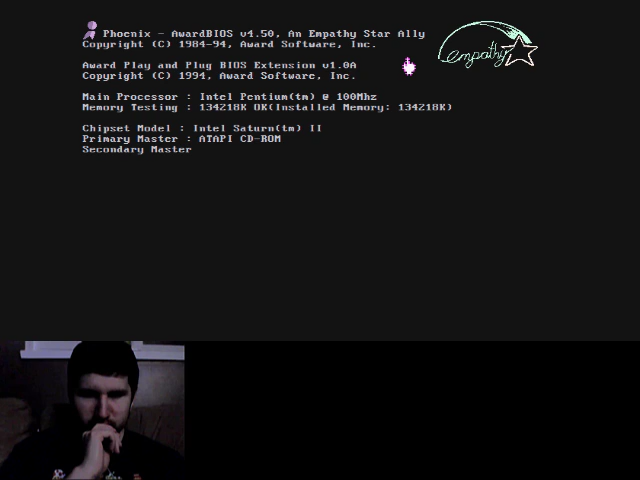 Phoenix - AwardBIOS v4.50, An Empathy Star Ally
Copyright (C) 1984-94, Award Software, Inc.
empathy
Award Play and Plug BIOS Extension v1.0A
Copyright (C) 1994, Award Software, Inc.
Main Processor : Intel Pentium(tm) @ 100Mhz
Memory Testing : 134218K OK(Installed Memory: 134218K)
Chipset Model : Intel Saturn(tm) II
Primary Master : ATAPI CD-ROM
Secondary Master